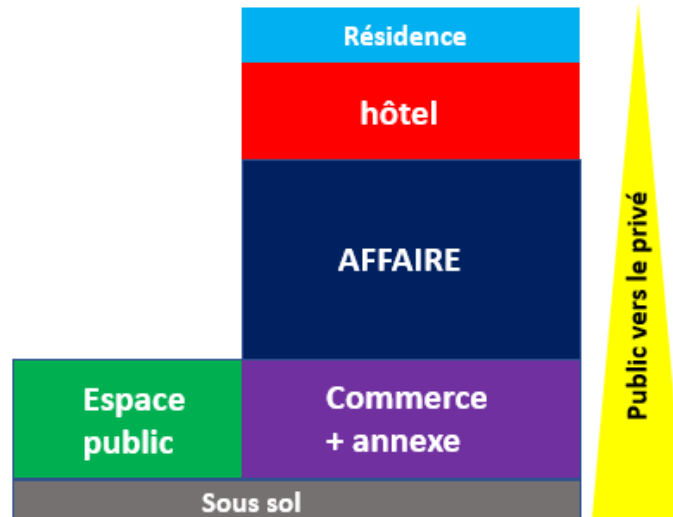 Résidence
hôtel
AFFAIRE
Espace
public
Commerce
+ annexe
Sous sol
Public vers le privé